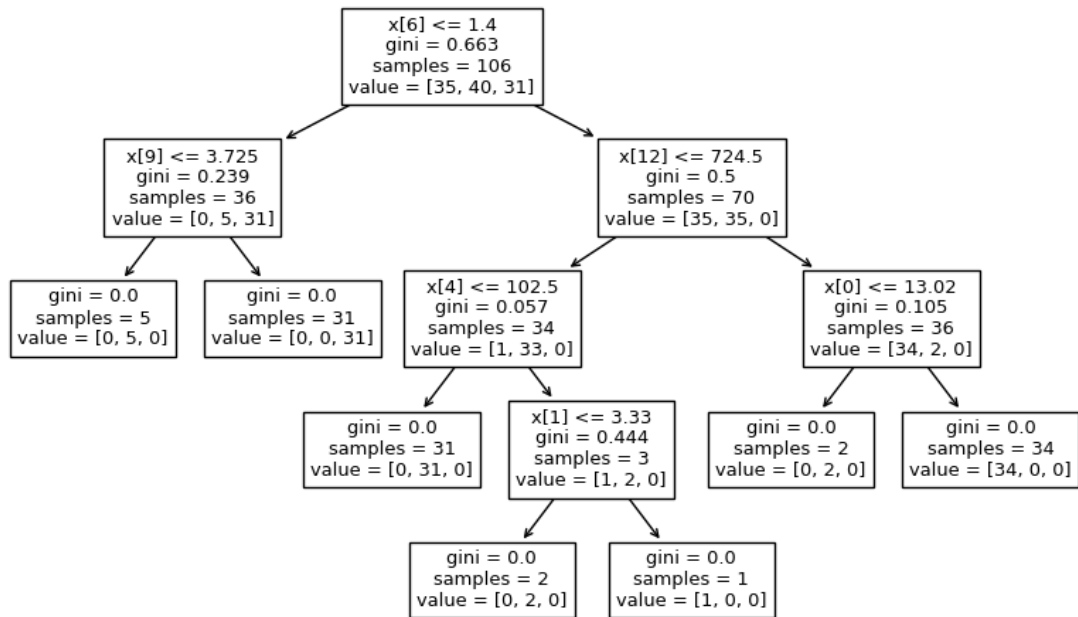 x[6] <= 1.4
gini = 0.663
samples = 106
value = [35, 40, 31]
x[9] <= 3.725
gini = 0.239
samples = 36
value = [0, 5, 31]
x[12] <= 724.5
gini = 0.5
samples = 70
value = [35, 35, 0]
gini = 0.0
samples = 5
value = [0, 5, 0]
gini = 0.0
samples = 31
value = [0, 0, 31]
x[4] <= 102.5
gini = 0.057
samples = 34
value = [1, 33, 0]
x[0] <= 13.02
gini = 0.105
samples = 36
value = [34, 2, 0]
gini = 0.0
samples = 31
value = [0, 31, 0]
x[1] <= 3.33
gini = 0.444
samples = 3
value = [1, 2, 0]
gini = 0.0
samples = 2
value = [0, 2, 0]
gini = 0.0
samples = 34
value = [34, 0, 0]
gini = 0.0
samples = 2
value = [0, 2, 0]
gini = 0.0
samples = 1
value = [1, 0, 0]